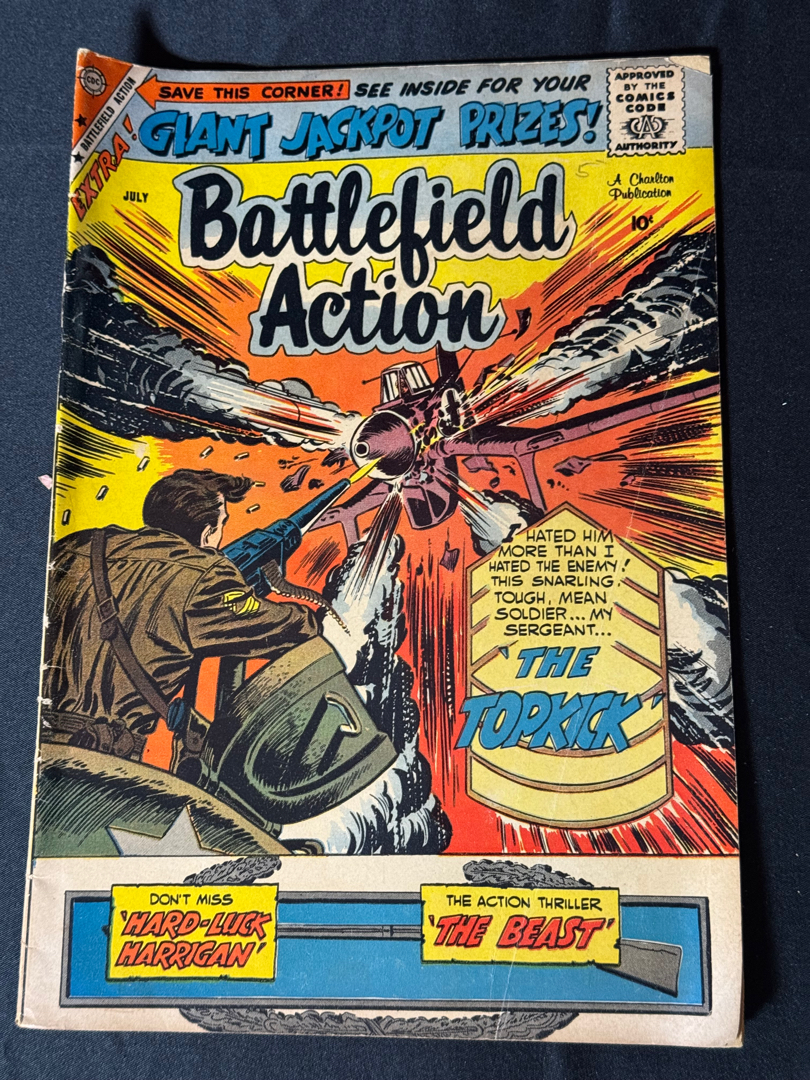 CDC
BATTLEFIELD ACTION
SAVE THIS CORNER! SEE INSIDE FOR YOUR
EXTRA! GIANT JACKPOT PRIZES!
APPROVED
BY THE
COMICS
CODE
CA
AUTHORITY
JULY
Battlefield
Action
5
A Charlton
Publication
10¢
I HATED HIM
MORE THAN I
HATED THE ENEMY!
THIS SNARLING,
TOUGH, MEAN
SOLDIER... MY
SERGEANT...
'THE
TOPKICK'
DON'T MISS
'HARD-LUCK
HARRIGAN'
THE ACTION THRILLER
'THE BEAST'